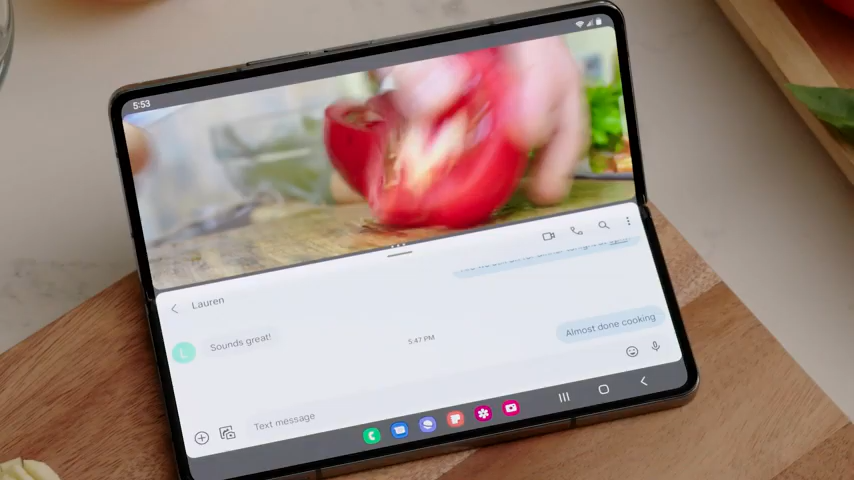 5:53
Lauren
Sounds great!
5:47 PM
Almost done cooking
Text message
L